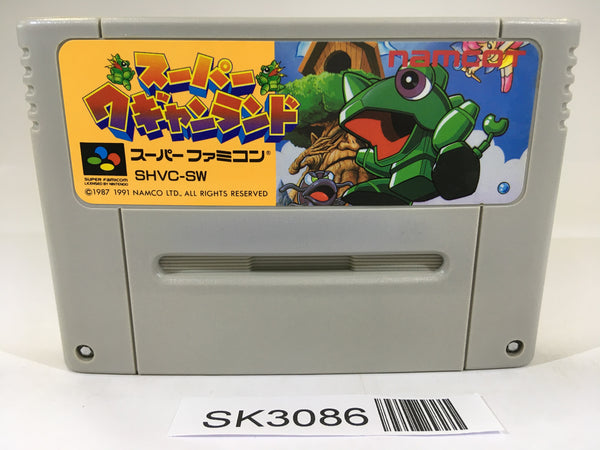 スーパー
ワギャンランド
namcot
SUPER FAMICOM
LICENSED BY NINTENDO
スーパーファミコン®
SHVC-SW
©1987 1991 NAMCO LTD., ALL RIGHTS RESERVED
SK3086